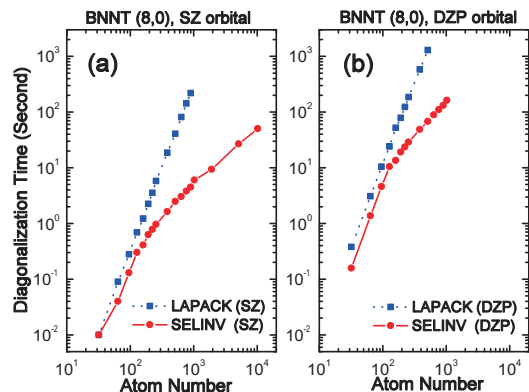 BNNT (8,0), SZ orbital
BNNT (8,0), DZP orbital
Diagonalization Time (Second)
10³
10²
10¹
10⁰
10⁻¹
10⁻²
(a)
(b)
LAPACK (SZ)
SELINV (SZ)
LAPACK (DZP)
SELINV (DZP)
10¹ 10² 10³ 10⁴
10¹ 10² 10³ 10⁴
Atom Number
Atom Number